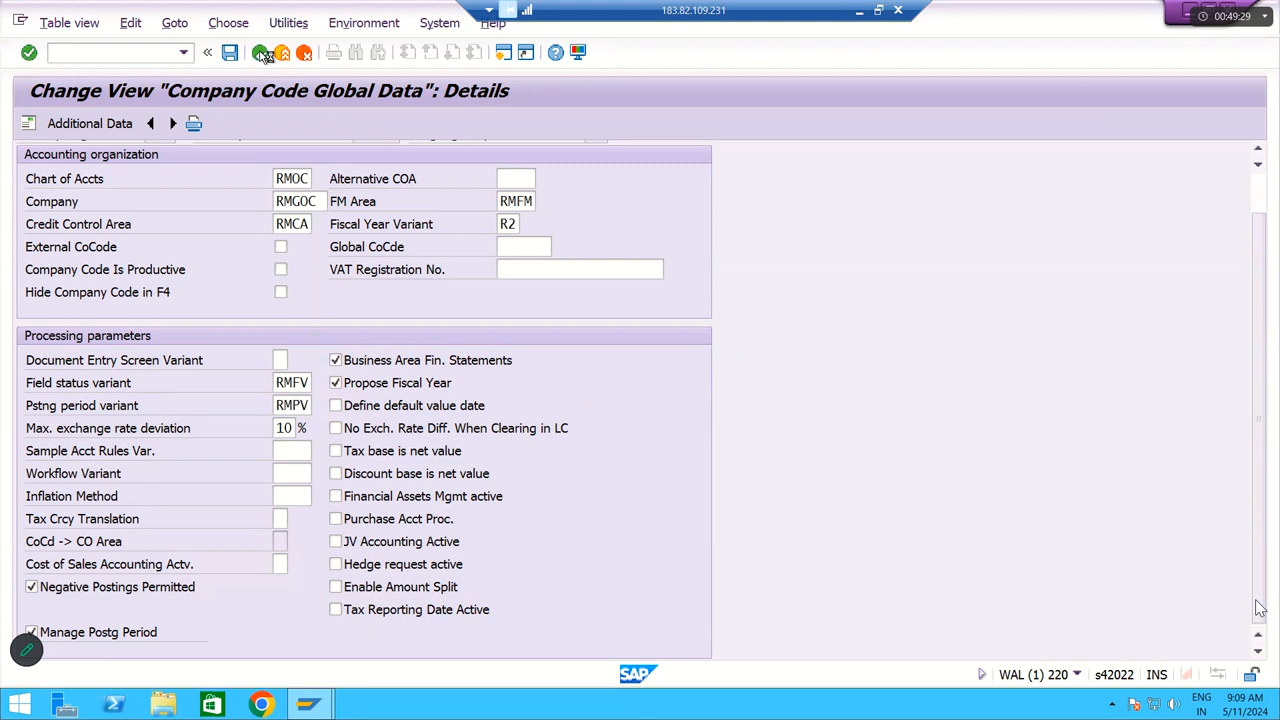 183.82.109.231
00:49:29
Table view Edit Goto Choose Utilities Environment System Help
Change View "Company Code Global Data": Details
Additional Data
Accounting organization
Chart of Accts RMOC Alternative COA
Company RMGOC FM Area RMFM
Credit Control Area RMCA Fiscal Year Variant R2
External CoCode Global CoCde
Company Code Is Productive VAT Registration No.
Hide Company Code in F4
Processing parameters
Document Entry Screen Variant Business Area Fin. Statements
Field status variant RMFV Propose Fiscal Year
Pstng period variant RMPV Define default value date
Max. exchange rate deviation 10 % No Exch. Rate Diff. When Clearing in LC
Sample Acct Rules Var. Tax base is net value
Workflow Variant Discount base is net value
Inflation Method Financial Assets Mgmt active
Tax Crcy Translation Purchase Acct Proc.
CoCd -> CO Area JV Accounting Active
Cost of Sales Accounting Actv. Hedge request active
Negative Postings Permitted Enable Amount Split
Tax Reporting Date Active
Manage Postg Period
SAP WAL (1) 220 s42022 INS
ENG 9:09 AM
IN 5/11/2024